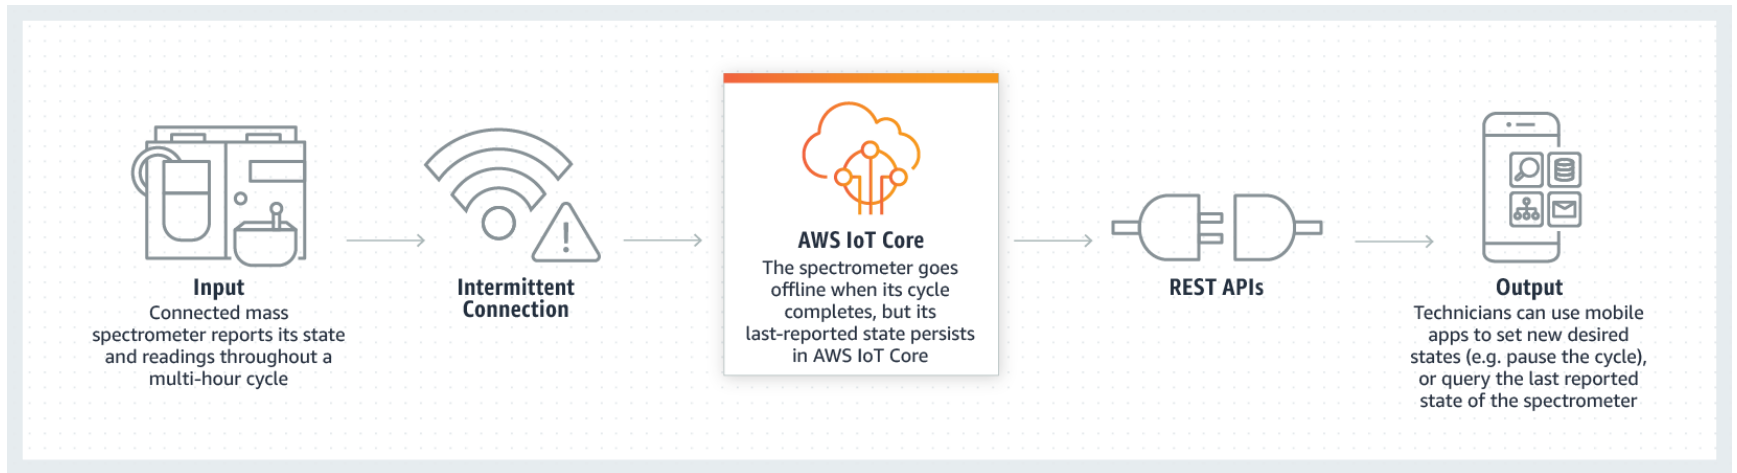 Input
Connected mass
spectrometer reports its state
and readings throughout a
multi-hour cycle
Intermittent
Connection
AWS IoT Core
The spectrometer goes
offline when its cycle
completes, but its
last-reported state persists
in AWS IoT Core
REST APIs
Output
Technicians can use mobile
apps to set new desired
states (e.g. pause the cycle),
or query the last reported
state of the spectrometer